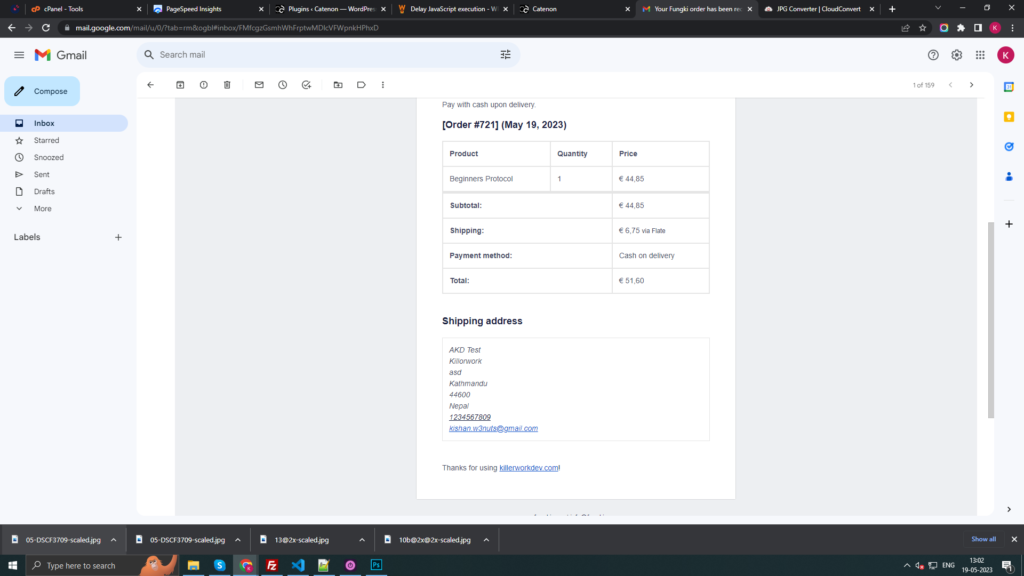 cPanel - Tools
PageSpeed Insights
Plugins ‹ Catenon — WordPre
Delay JavaScript execution - W
Catenon
Your Fungki order has been re
JPG Converter | CloudConvert
mail.google.com/mail/u/0/?tab=rm&ogbl#inbox/FMfcgzGsmhWhFrptwMDlcVFWpnkHPhxD
K
Gmail
Search mail
K
Compose
1 of 159
Inbox
Starred
Snoozed
Sent
Drafts
More
Labels
Pay with cash upon delivery.
[Order #721] (May 19, 2023)
Product Quantity Price
Beginners Protocol 1 € 44,85
Subtotal: € 44,85
Shipping: € 6,75 via Flate
Payment method: Cash on delivery
Total: € 51,60
Shipping address
AKD Test
Killorwork
asd
Kathmandu
44600
Nepal
1234567809
kishan.w3nuts@gmail.com
Thanks for using killerworkdev.com!
05-DSCF3709-scaled.jpg
05-DSCF3709-scaled.jpg
13@2x-scaled.jpg
10b@2x@2x-scaled.jpg
Show all
Type here to search
ENG
13:02
19-05-2023